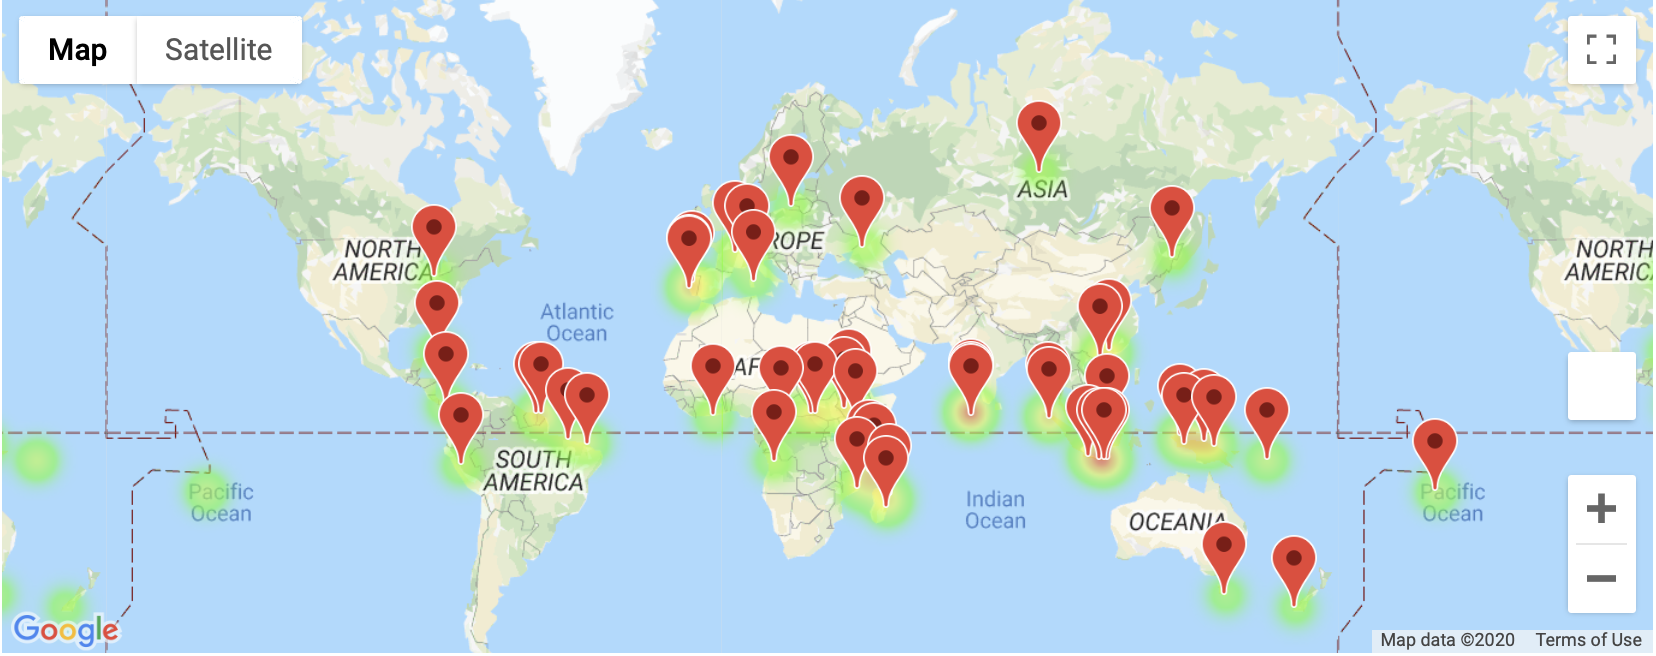 Map
Satellite
ASIA
NORTH
AMERICA
ROPE
NORTH
AMERIC
Atlantic
Ocean
AF
SOUTH
AMERICA
Pacific
Ocean
Indian
Ocean
OCEANIA
Pacific
Ocean
Google
Map data ©2020
Terms of Use